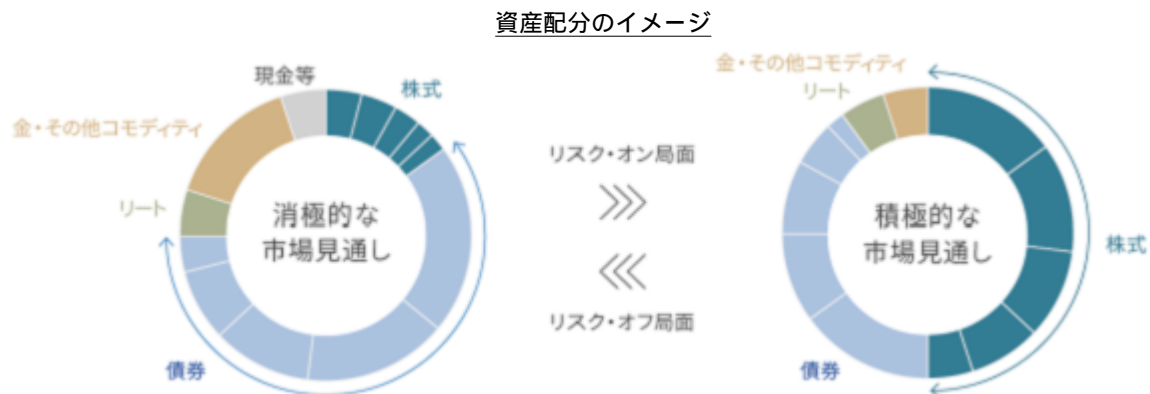 資産配分のイメージ
現金等
株式
金・その他コモディティ
リート
消極的な
市場見通し
債券
リスク・オン局面
リスク・オフ局面
金・その他コモディティ
リート
積極的な
市場見通し
株式
債券